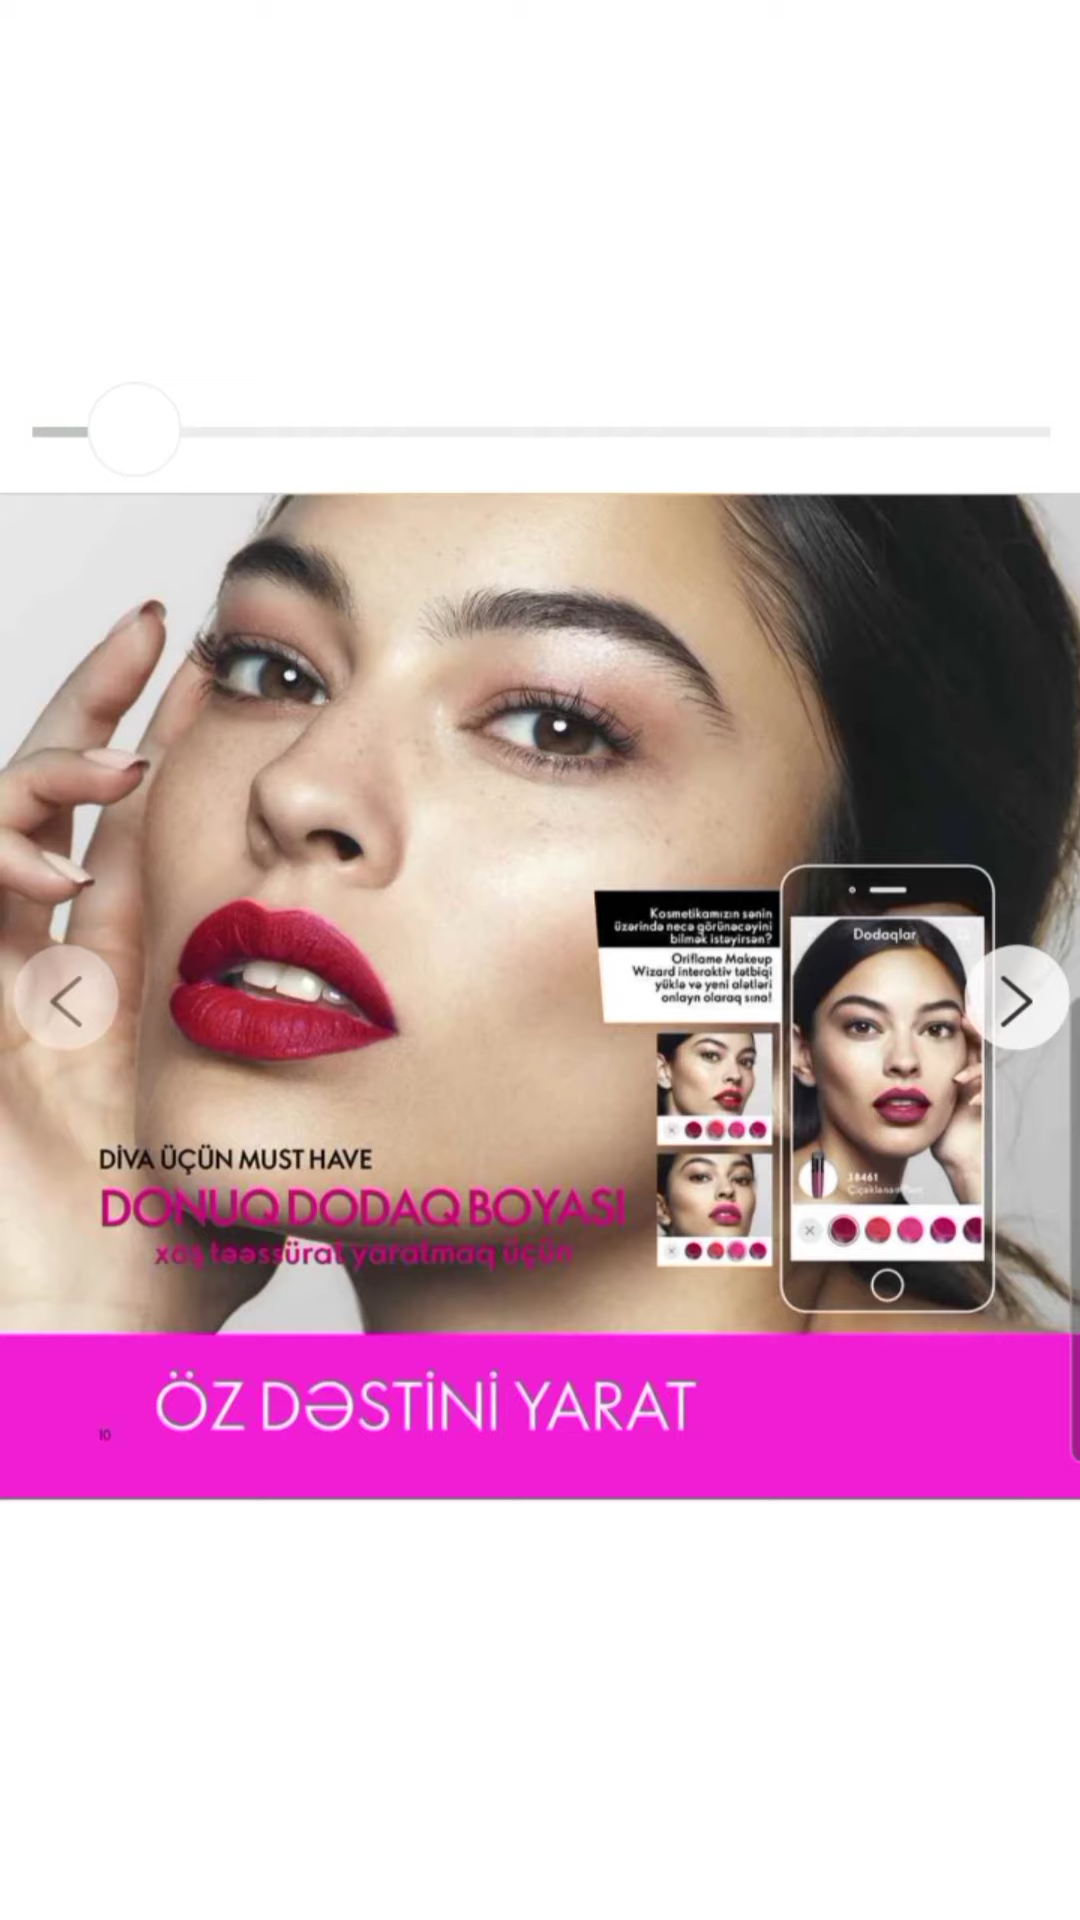 Kosmetikamızın sənin
üzərində necə görünəcəyini
bilmək istəyirsən?
Oriflame Makeup
Wizard interaktiv tətbiqi
yüklə və yeni alətləri
onlayn olaraq sına!
Dodaqlar
38461
DİVA ÜÇÜN MUST HAVE
DONUQ DODAQ BOYASI
xoş təəssürat yaratmaq üçün
ÖZ DƏSTİNİ YARAT
10